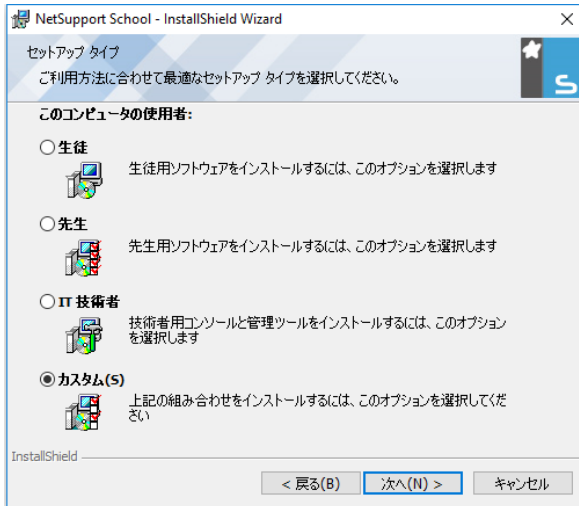 NetSupport School - InstallShield Wizard
セットアップ タイプ
ご利用方法に合わせて最適なセットアップ タイプを選択してください。
S
このコンピュータの使用者:
生徒
生徒用ソフトウェアをインストールするには、このオプションを選択します
先生
先生用ソフトウェアをインストールするには、このオプションを選択します
IT 技術者
技術者用コンソールと管理ツールをインストールするには、このオプション
を選択します
カスタム(S)
上記の組み合わせをインストールするには、このオプションを選択してくだ
さい
InstallShield
< 戻る(B)
次へ(N) >
キャンセル